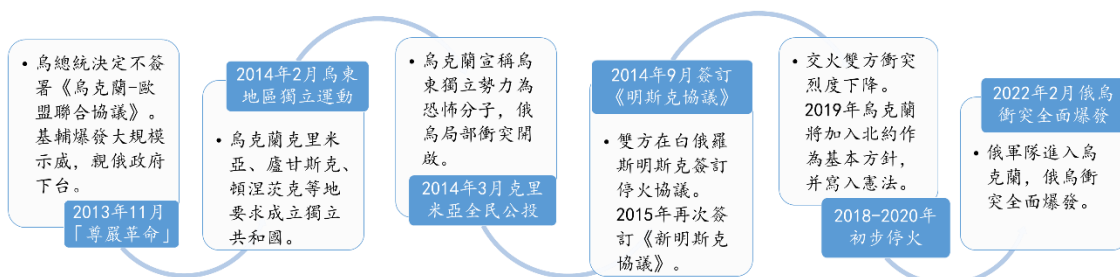 • 烏總統決定不簽
署《烏克蘭-歐
盟聯合協議》。
基輔爆發大規模
示威，親俄政府
下台。
2013年11月
「尊嚴革命」
2014年2月烏東
地區獨立運動
• 烏克蘭克里米
亞、盧甘斯克、
頓涅茨克等地
要求成立獨立
共和國。
• 烏克蘭宣稱烏
東獨立勢力為
恐怖分子，俄
烏局部衝突開
啟。
2014年3月克里
米亞全民公投
2014年9月簽訂
《明斯克協議》
• 雙方在白俄羅
斯明斯克簽訂
停火協議。
2015年再次簽
訂《新明斯克
協議》。
• 交火雙方衝突
烈度下降。
2019年烏克蘭
將加入北約作
為基本方針，
并寫入憲法。
2018-2020年
初步停火
2022年2月俄烏
衝突全面爆發
• 俄軍隊進入烏
克蘭，俄烏衝
突全面爆發。